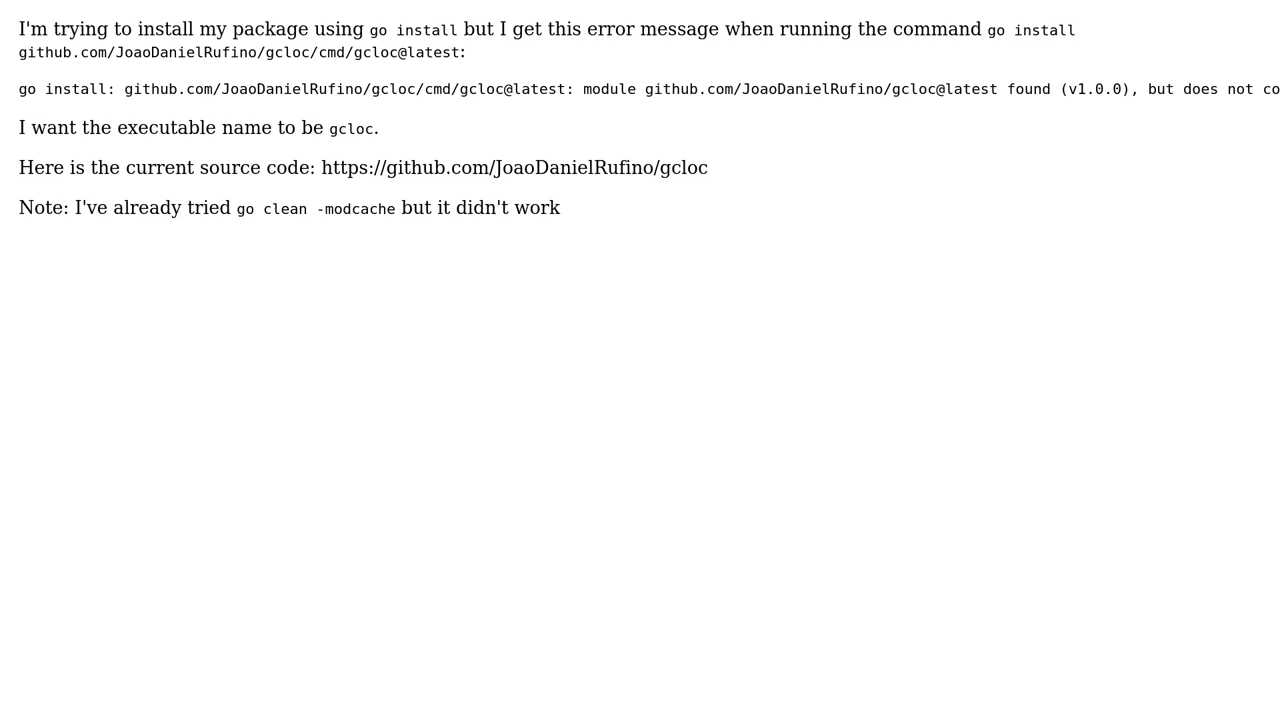 I'm trying to install my package using go install but I get this error message when running the command go install
github.com/JoaoDanielRufino/gcloc/cmd/gcloc@latest:
go install: github.com/JoaoDanielRufino/gcloc/cmd/gcloc@latest: module github.com/JoaoDanielRufino/gcloc@latest found (v1.0.0), but does not co
I want the executable name to be gcloc.
Here is the current source code: https://github.com/JoaoDanielRufino/gcloc
Note: I've already tried go clean -modcache but it didn't work